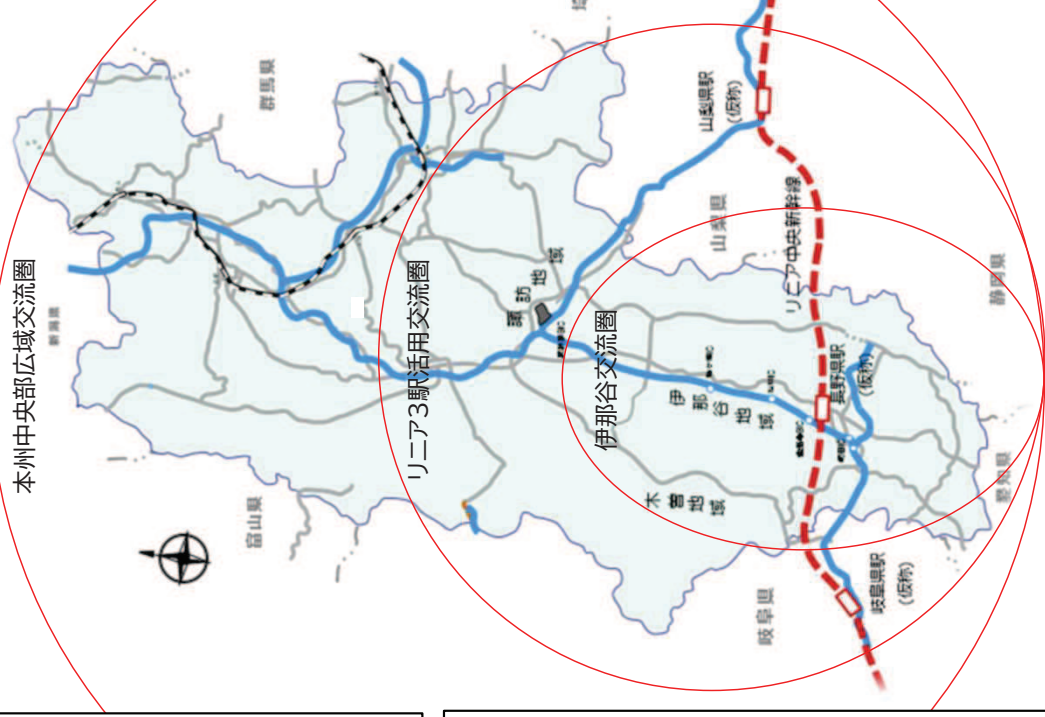 本州中央部広域交流圏
新潟県
群馬県
埼
富山県
リニア3駅活用交流圏
諏訪地域
山梨県駅
(仮称)
山梨県
リニア中央新幹線
伊那谷交流圏
伊那谷地域
長野県駅
(仮称)
静岡県
木曽地域
愛知県
岐阜県駅
(仮称)
岐阜県